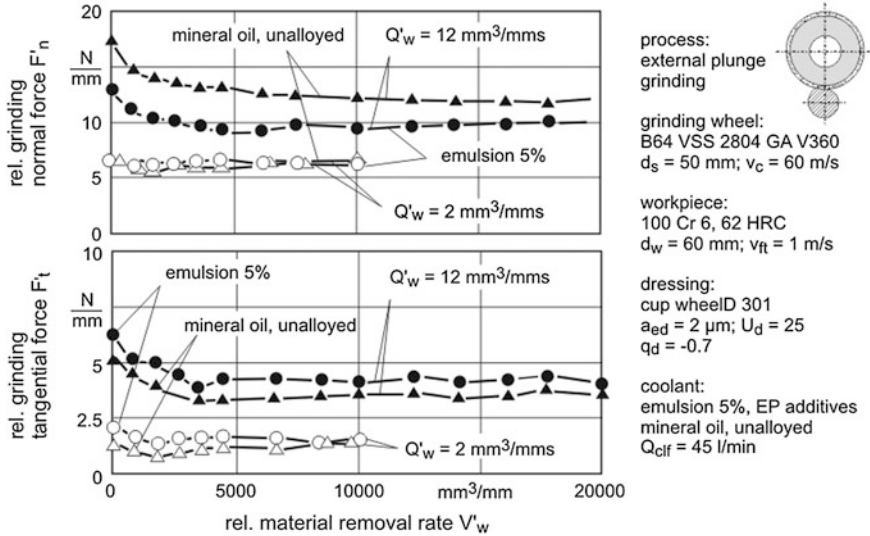 rel. grinding
normal force F'n
20
N
mm
10
5
0
mineral oil, unalloyed
Q'w = 12 mm³/mms
emulsion 5%
Q'w = 2 mm³/mms
rel. grinding
tangential force F't
10
N
mm
5
2.5
0
emulsion 5%
Q'w = 12 mm³/mms
mineral oil, unalloyed
Q'w = 2 mm³/mms
0
5000
10000
mm³/mm
20000
rel. material removal rate V'w
process:
external plunge
grinding
grinding wheel:
B64 VSS 2804 GA V360
ds = 50 mm; vc = 60 m/s
workpiece:
100 Cr 6, 62 HRC
dw = 60 mm; vft = 1 m/s
dressing:
cup wheelD 301
aed = 2 µm; Ud = 25
qd = -0.7
coolant:
emulsion 5%, EP additives
mineral oil, unalloyed
Qclf = 45 l/min